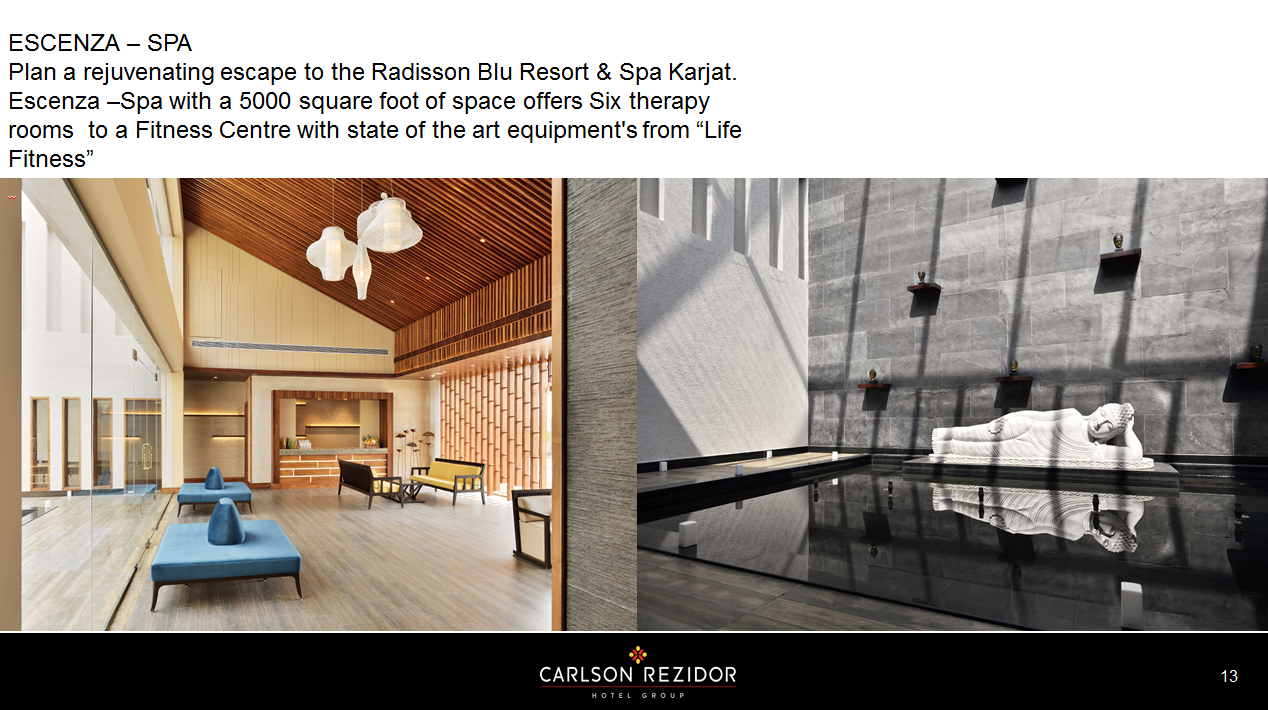 ESCENZA – SPA
Plan a rejuvenating escape to the Radisson Blu Resort & Spa Karjat.
Escenza –Spa with a 5000 square foot of space offers Six therapy
rooms  to a Fitness Centre with state of the art equipment's from “Life
Fitness”
CARLSON REZIDOR
HOTEL GROUP
13